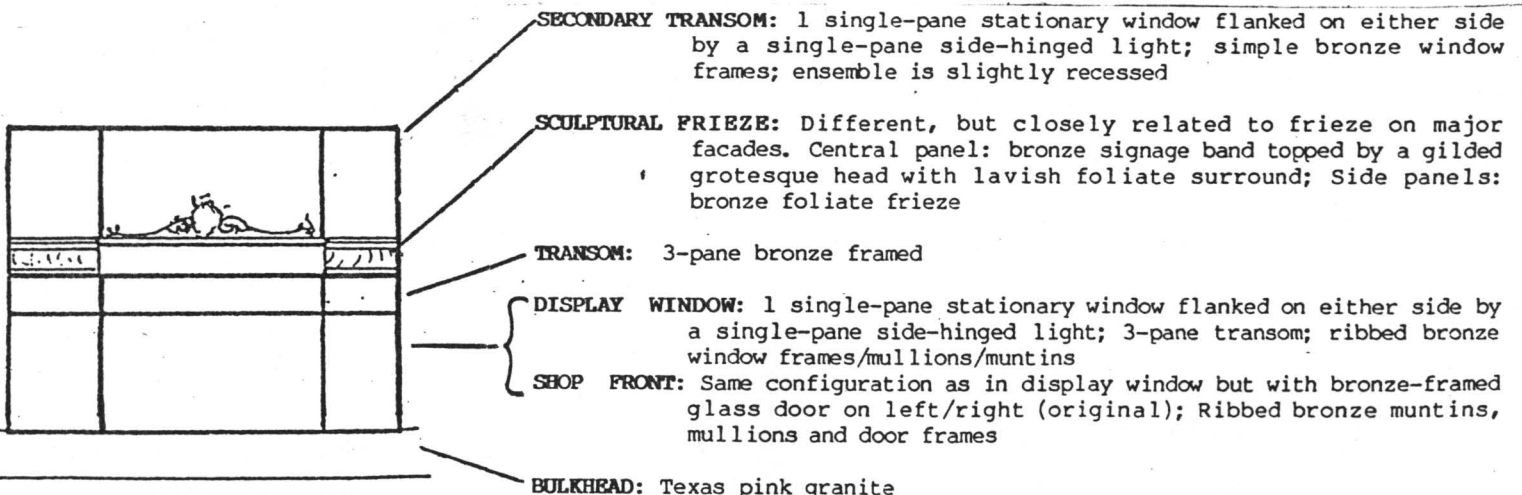 SECONDARY TRANSOM: 1 single-pane stationary window flanked on either side
by a single-pane side-hinged light; simple bronze window
frames; ensemble is slightly recessed
SCULPTURAL FRIEZE: Different, but closely related to frieze on major
facades. Central panel: bronze signage band topped by a gilded
grotesque head with lavish foliate surround; Side panels:
bronze foliate frieze
TRANSOM: 3-pane bronze framed
DISPLAY WINDOW: 1 single-pane stationary window flanked on either side by
a single-pane side-hinged light; 3-pane transom; ribbed bronze
window frames/mullions/muntins
SHOP FRONT: Same configuration as in display window but with bronze-framed
glass door on left/right (original); Ribbed bronze muntins,
mullions and door frames
BULKHEAD: Texas pink granite